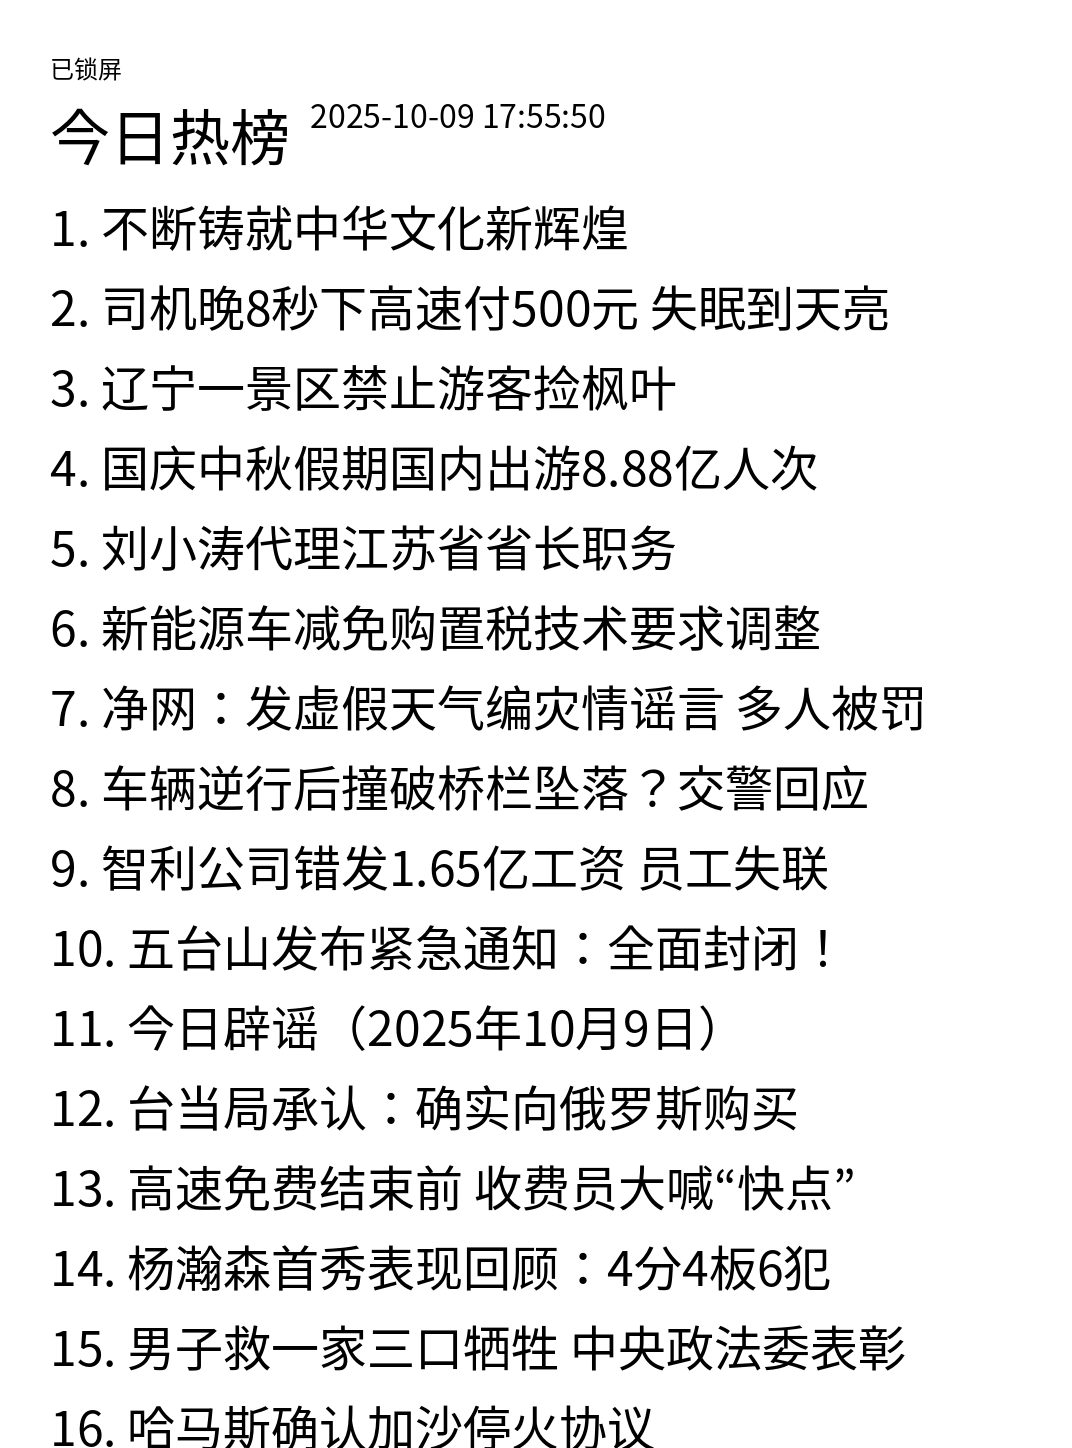 已锁屏
今日热榜 2025-10-09 17:55:50
1. 不断铸就中华文化新辉煌
2. 司机晚8秒下高速付500元 失眠到天亮
3. 辽宁一景区禁止游客捡枫叶
4. 国庆中秋假期国内出游8.88亿人次
5. 刘小涛代理江苏省省长职务
6. 新能源车减免购置税技术要求调整
7. 净网：发虚假天气编灾情谣言 多人被罚
8. 车辆逆行后撞破桥栏坠落？交警回应
9. 智利公司错发1.65亿工资 员工失联
10. 五台山发布紧急通知：全面封闭！
11. 今日辟谣（2025年10月9日）
12. 台当局承认：确实向俄罗斯购买
13. 高速免费结束前 收费员大喊“快点”
14. 杨瀚森首秀表现回顾：4分4板6犯
15. 男子救一家三口牺牲 中央政法委表彰
16. 哈马斯确认加沙停火协议